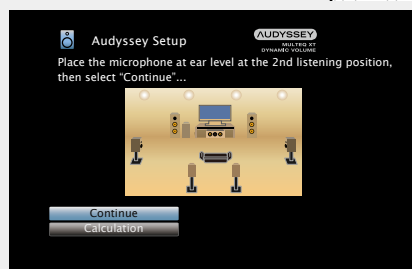 Audyssey Setup
AUDYSSEY
MULTEQ XT
DYNAMIC VOLUME
Place the microphone at ear level at the 2nd listening position,
then select “Continue”...
Continue
Calculation